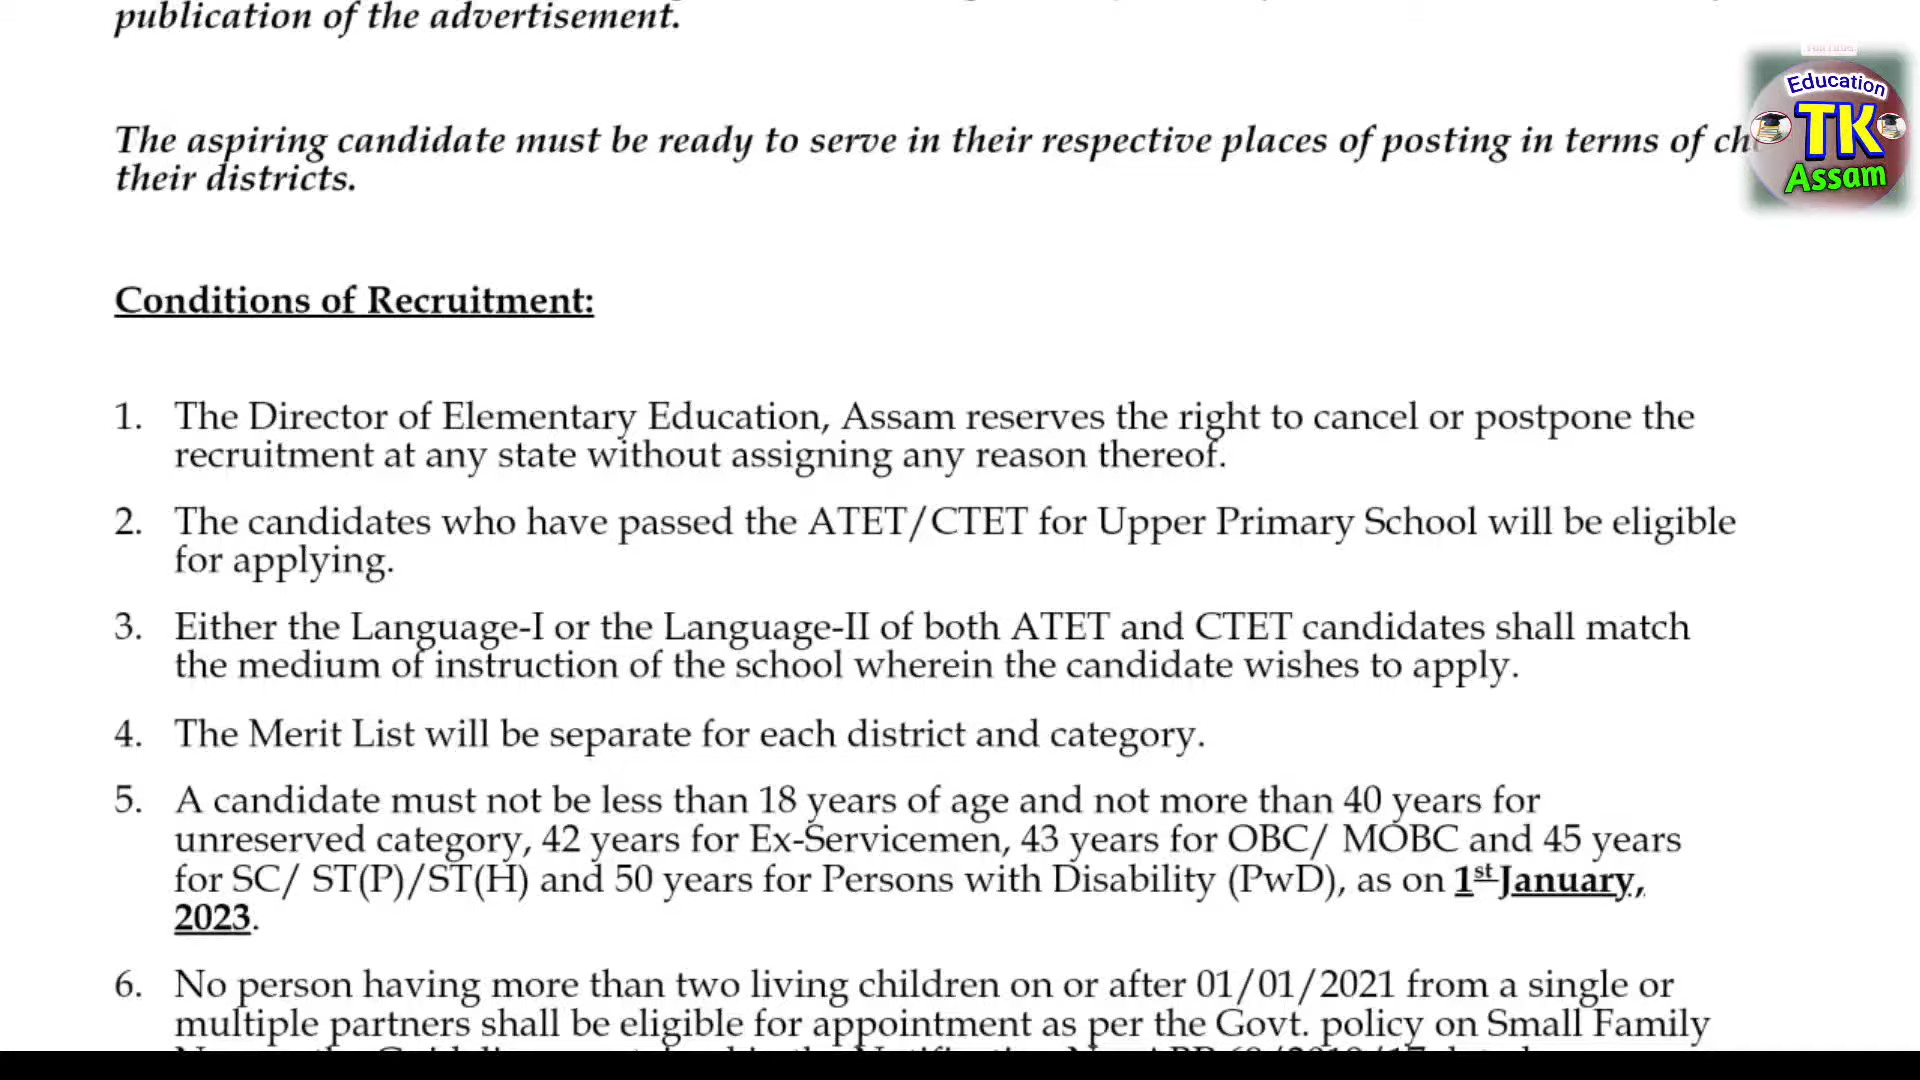 publication of the advertisement.
The aspiring candidate must be ready to serve in their respective places of posting in terms of
their districts.
Conditions of Recruitment:
1. The Director of Elementary Education, Assam reserves the right to cancel or postpone the
recruitment at any state without assigning any reason thereof.
2. The candidates who have passed the ATET/CTET for Upper Primary School will be eligible
for applying.
3. Either the Language-I or the Language-II of both ATET and CTET candidates shall match
the medium of instruction of the school wherein the candidate wishes to apply.
4. The Merit List will be separate for each district and category.
5. A candidate must not be less than 18 years of age and not more than 40 years for
unreserved category, 42 years for Ex-Servicemen, 43 years for OBC/ MOBC and 45 years
for SC/ ST(P)/ST(H) and 50 years for Persons with Disability (PwD), as on 1st January,
2023.
6. No person having more than two living children on or after 01/01/2021 from a single or
multiple partners shall be eligible for appointment as per the Govt. policy on Small Family
Education
TK
Assam